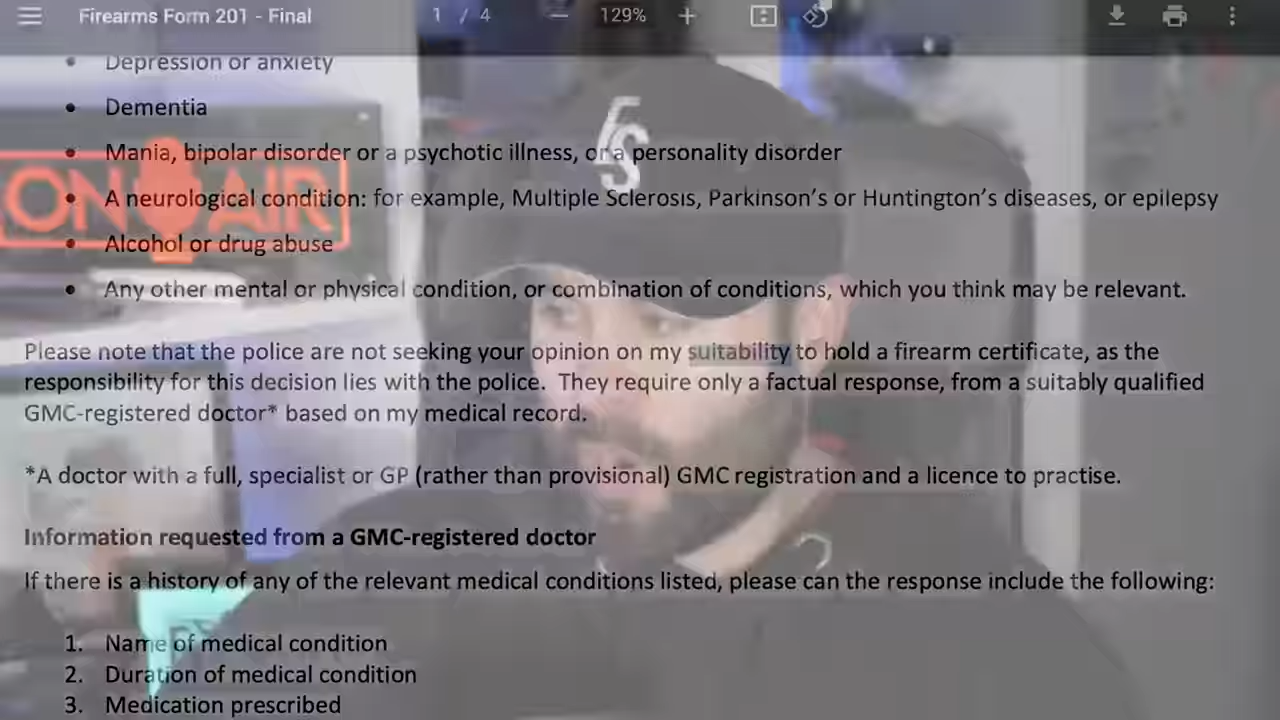 Firearms Form 201 - Final 1 / 4 129%
• Depression or anxiety
• Dementia
• Mania, bipolar disorder or a psychotic illness, or a personality disorder
• A neurological condition: for example, Multiple Sclerosis, Parkinson's or Huntington's diseases, or epilepsy
• Alcohol or drug abuse
• Any other mental or physical condition, or combination of conditions, which you think may be relevant.
Please note that the police are not seeking your opinion on my suitability to hold a firearm certificate, as the
responsibility for this decision lies with the police. They require only a factual response, from a suitably qualified
GMC-registered doctor* based on my medical record.
*A doctor with a full, specialist or GP (rather than provisional) GMC registration and a licence to practise.
Information requested from a GMC-registered doctor
If there is a history of any of the relevant medical conditions listed, please can the response include the following:
1. Name of medical condition
2. Duration of medical condition
3. Medication prescribed
ON AIR